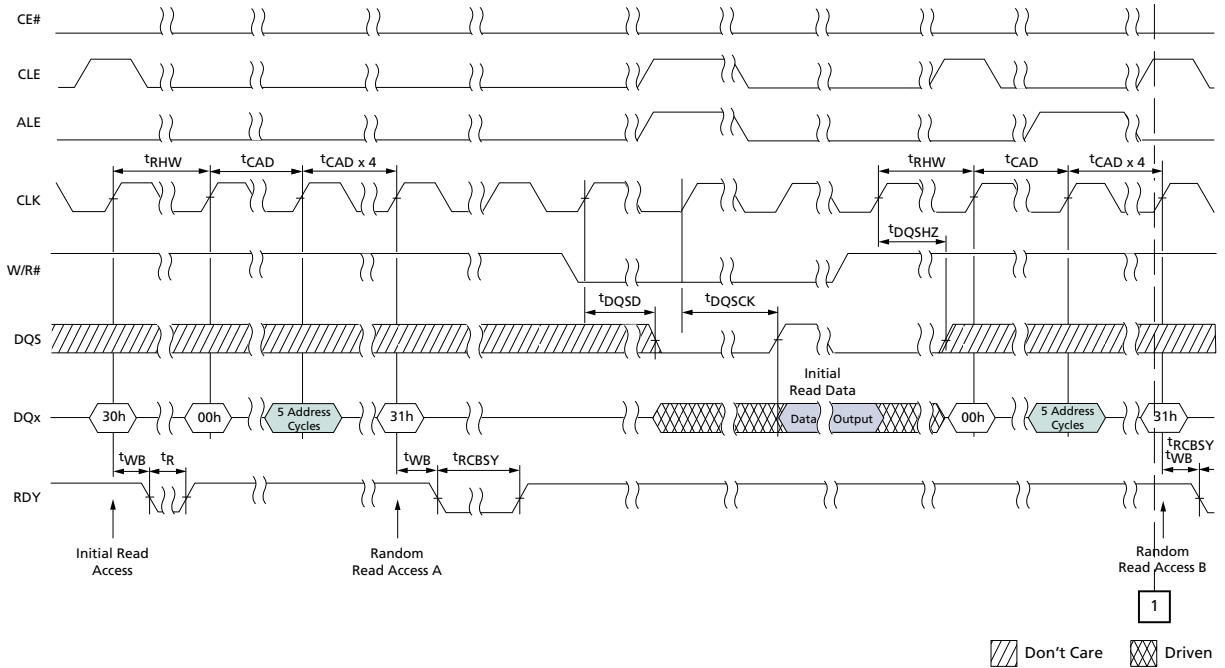 CE#
CLE
ALE
tRHW tCAD tCAD x 4 tRHW tCAD tCAD x 4
CLK
tDQSHZ
W/R#
tDQSD tDQSCK
DQS
Initial
Read Data
DQx 30h 00h 5 Address Cycles 31h Data Output 00h 5 Address Cycles 31h
tWB tR tWB tRCBSY tRCBSY
tWB
RDY
Initial Read
Access
Random
Read Access A
Random
Read Access B
1
Don't Care Driven